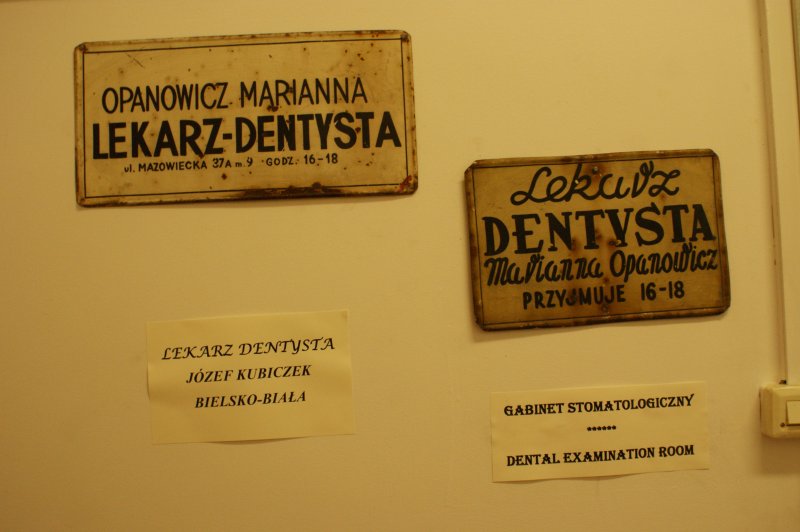 OPANOWICZ MARIANNA
LEKARZ-DENTYSTA
ul. MAZOWIECKA 37A m. 9 GODZ. 16-18
Lekarz
DENTYSTA
Marianna Opanowicz
PRZYJMUJE 16-18
LEKARZ DENTYSTA
JÓZEF KUBICZEK
BIELSKO-BIAŁA
GABINET STOMATOLOGICZNY
******
DENTAL EXAMINATION ROOM